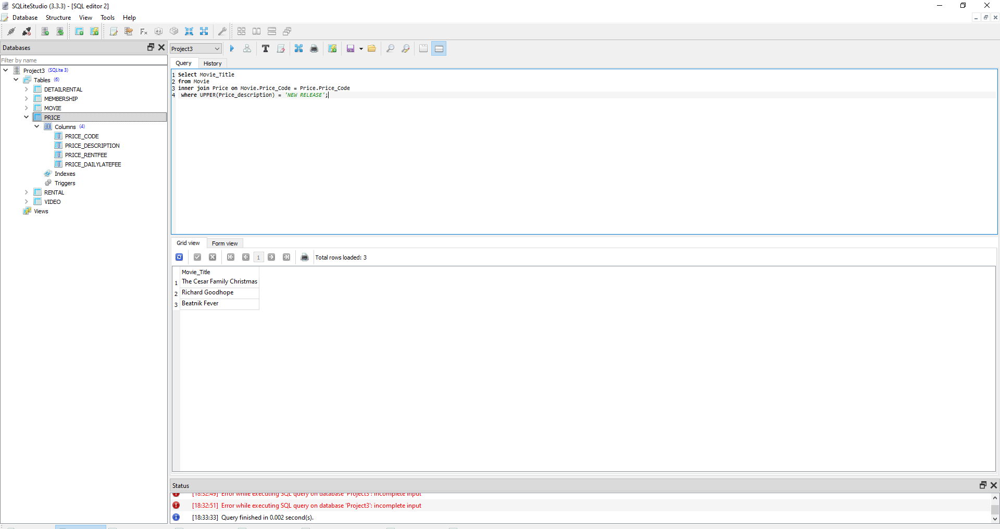 SQLiteStudio (3.3.3) - [SQL editor 2]
Database Structure View Tools Help
Databases
Filter by name
Project3 (SQLite 3)
Tables (6)
DETAILRENTAL
MEMBERSHIP
MOVIE
PRICE
Columns (4)
PRICE_CODE
PRICE_DESCRIPTION
PRICE_RENTFEE
PRICE_DAILYLATEFEE
Indexes
Triggers
RENTAL
VIDEO
Views
Project3
Query History
1 Select Movie_Title
2 from Movie
3 inner join Price on Movie.Price_Code = Price.Price_Code
4 where UPPER(Price_description) = 'NEW RELEASE';
Grid view Form view
1 Total rows loaded: 3
Movie_Title
1 The Cesar Family Christmas
2 Richard Goodhope
3 Beatnik Fever
Status
[18:32:49] Error while executing SQL query on database 'Project3': incomplete input
[18:32:51] Error while executing SQL query on database 'Project3': incomplete input
[18:33:33] Query finished in 0.002 second(s).